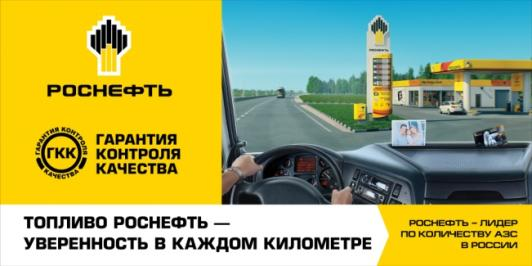 РОСНЕФТЬ
ГАРАНТИЯ КОНТРОЛЯ
ГКК
КАЧЕСТВА
ГАРАНТИЯ
КОНТРОЛЯ
КАЧЕСТВА
ТОПЛИВО РОСНЕФТЬ —
УВЕРЕННОСТЬ В КАЖДОМ КИЛОМЕТРЕ
РОСНЕФТЬ – ЛИДЕР
ПО КОЛИЧЕСТВУ АЗС
В РОССИИ